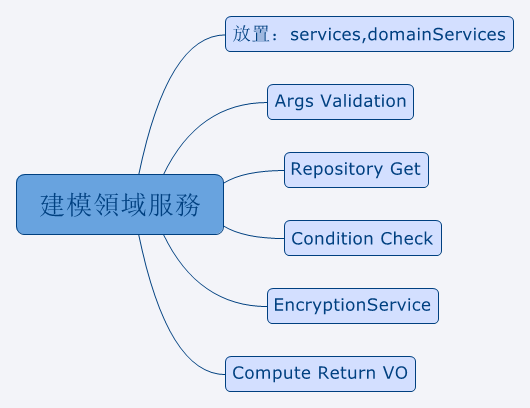 放置：services,domainServices
Args Validation
Repository Get
建模領域服務
Condition Check
EncryptionService
Compute Return VO